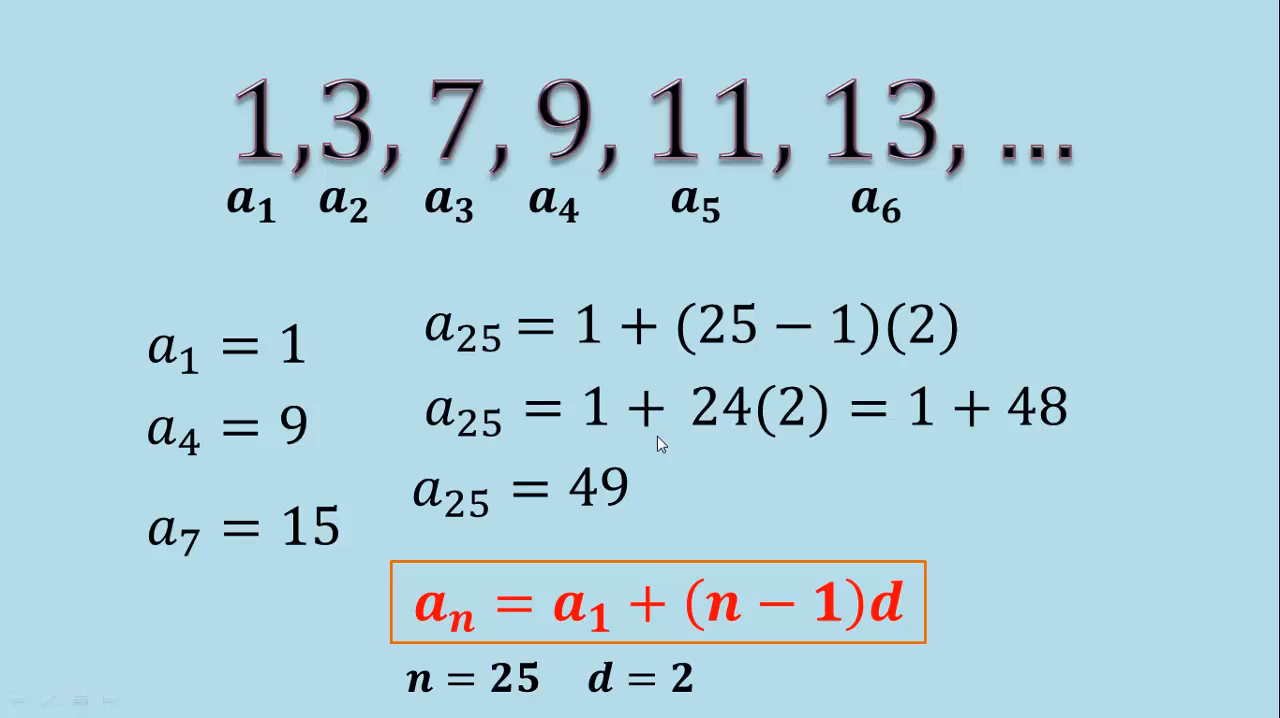 1,3, 7, 9, 11, 13, ...
a₁ a₂ a₃ a₄ a₅ a₆
a₁ = 1
a₄ = 9
a₇ = 15
a₂₅ = 1 + (25 − 1)(2)
a₂₅ = 1 + 24(2) = 1 + 48
a₂₅ = 49
aₙ = a₁ + (n − 1)d
n = 25 d = 2